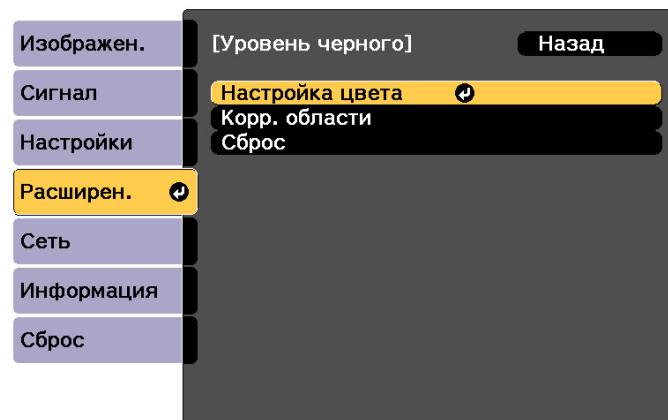 Изображен.
Сигнал
Настройки
Расширен.
Сеть
Информация
Сброс
[Уровень черного]
Назад
Настройка цвета
Корр. области
Сброс